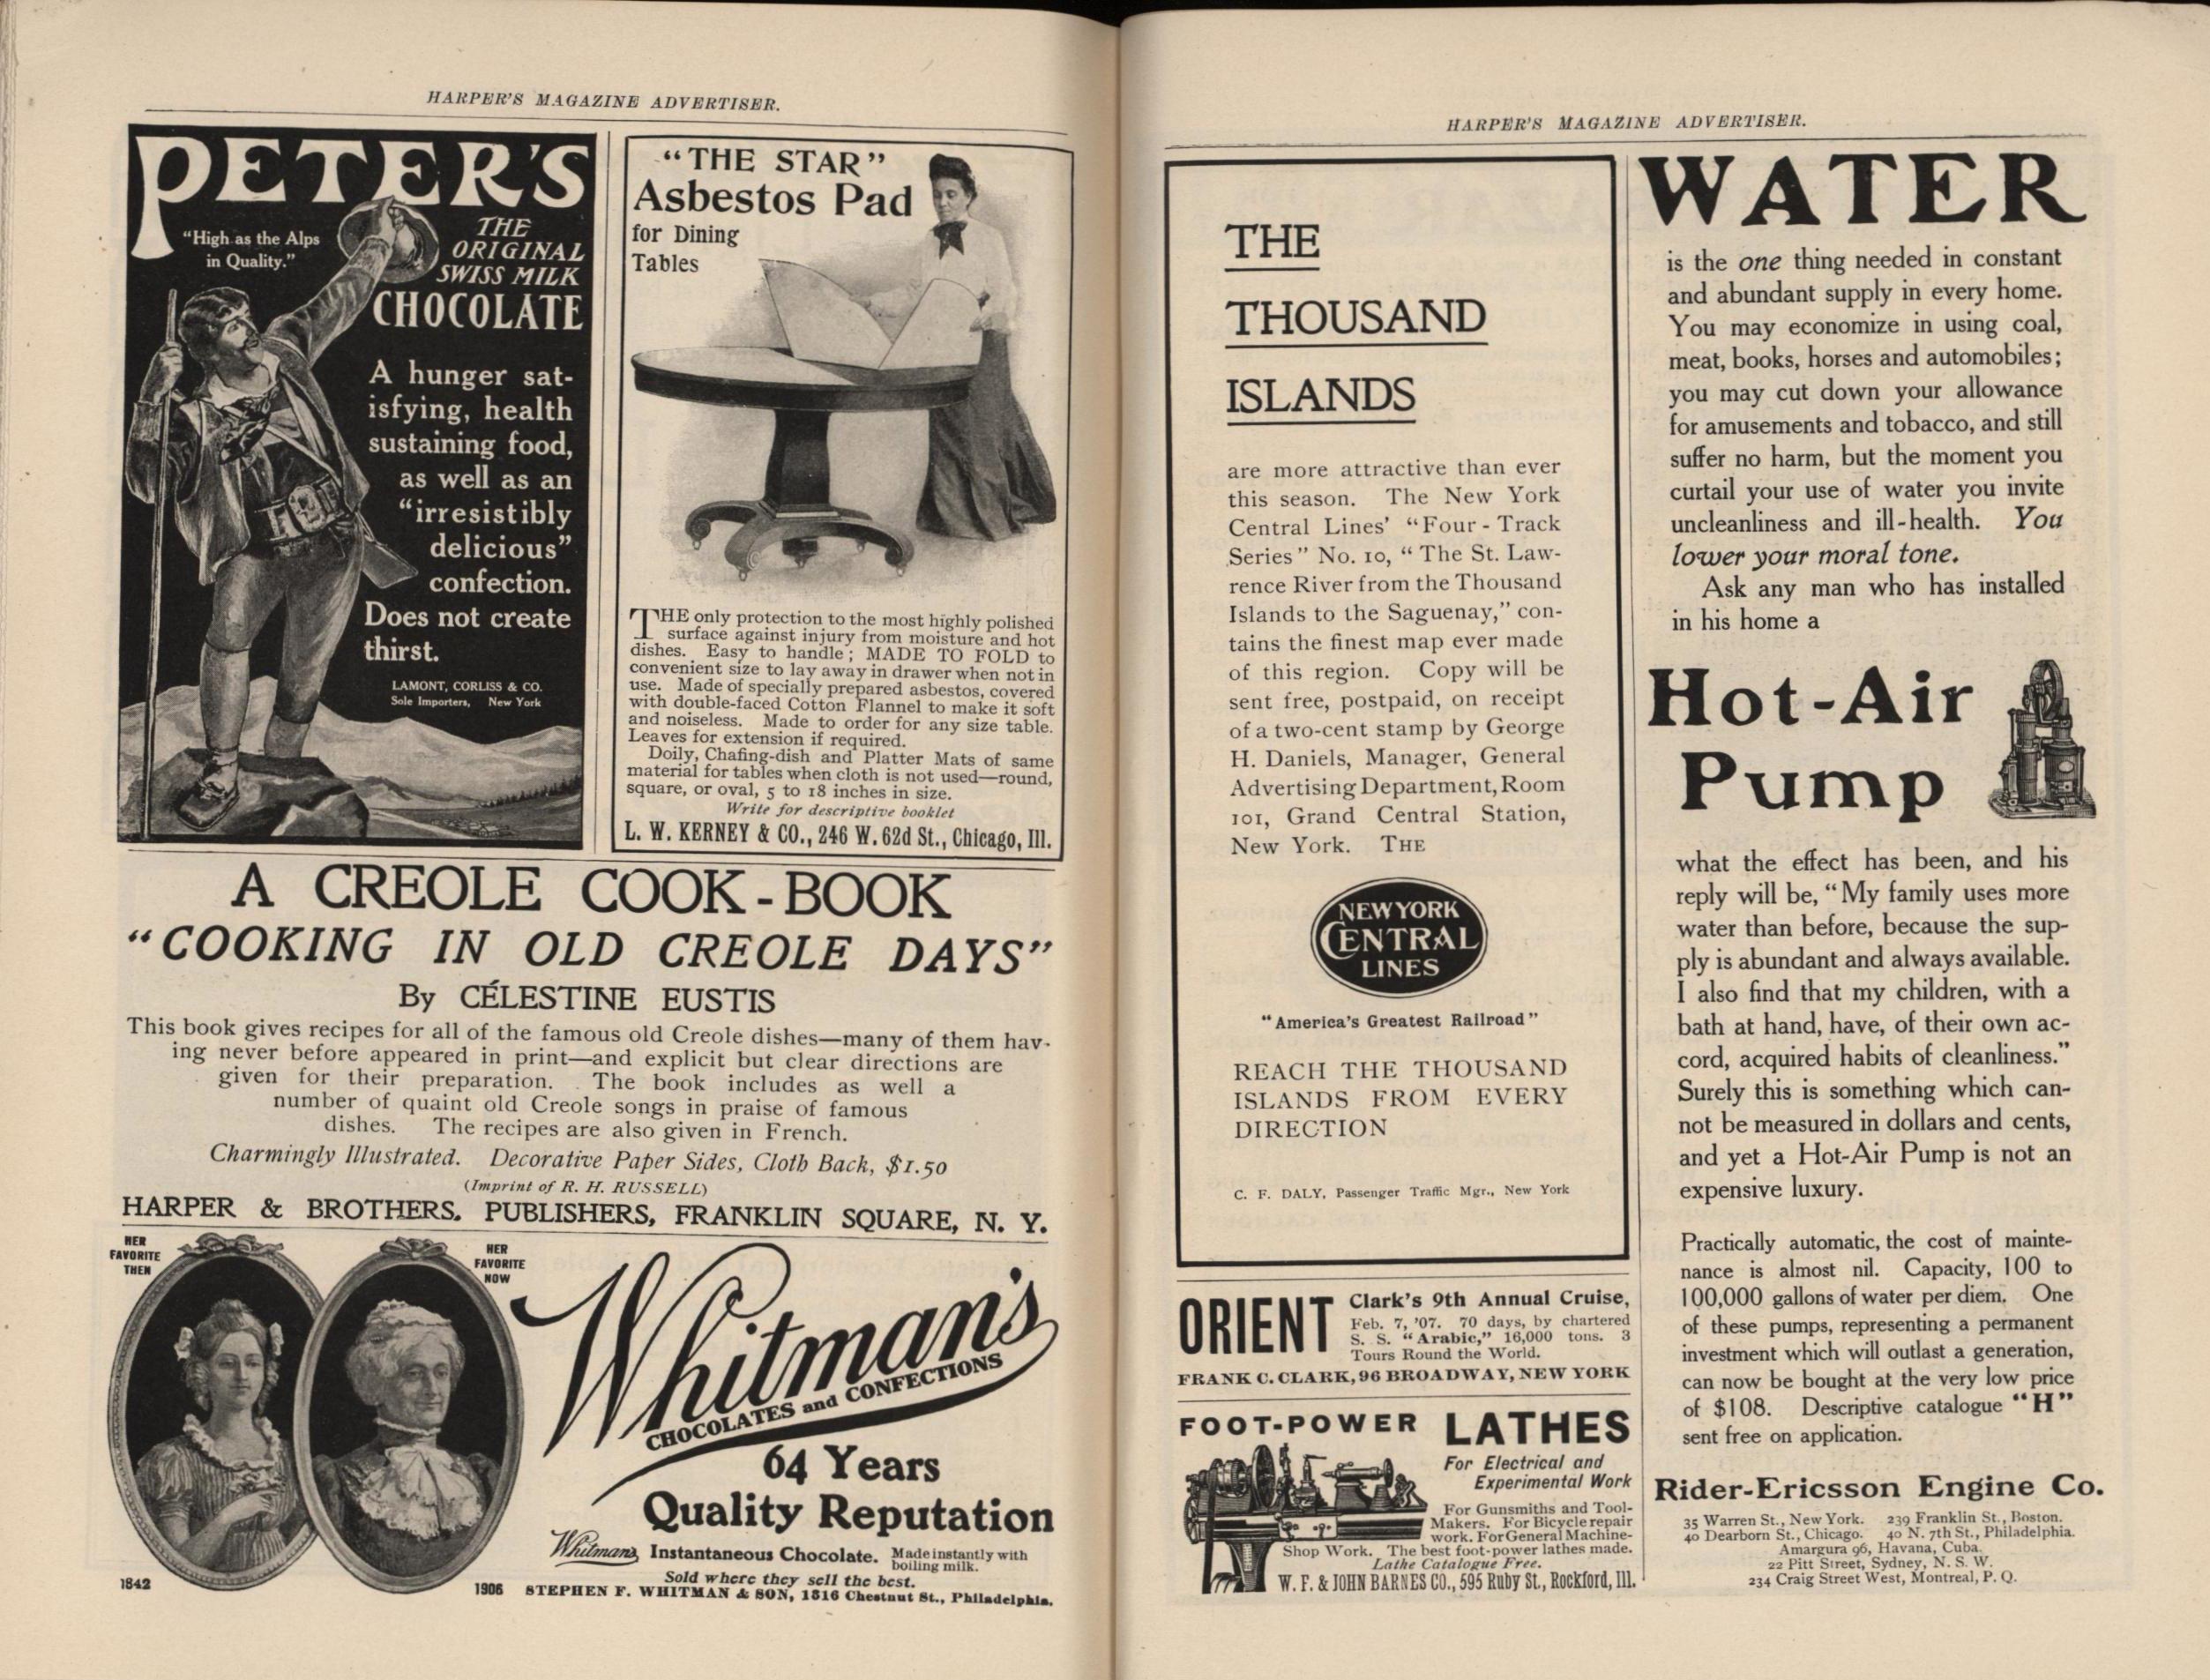 HARPER'S MAGAZINE ADVERTISER.
PETER'S
"High as the Alps
in Quality."
THE
ORIGINAL
SWISS MILK
CHOCOLATE
A hunger sat-
isfying, health
sustaining food,
as well as an
"irresistibly
delicious"
confection.
Does not create
thirst.
LAMONT, CORLISS & CO.
Sole Importers, New York
"THE STAR"
Asbestos Pad
for Dining
Tables
THE only protection to the most highly polished
surface against injury from moisture and hot
dishes. Easy to handle; MADE TO FOLD to
convenient size to lay away in drawer when not in
use. Made of specially prepared asbestos, covered
with double-faced Cotton Flannel to make it soft
and noiseless. Made to order for any size table.
Leaves for extension if required.
Doily, Chafing-dish and Platter Mats of same
material for tables when cloth is not used—round,
square, or oval, 5 to 18 inches in size.
Write for descriptive booklet
L. W. KERNEY & CO., 246 W. 62d St., Chicago, Ill.
A CREOLE COOK-BOOK
"COOKING IN OLD CREOLE DAYS"
By CÉLESTINE EUSTIS
This book gives recipes for all of the famous old Creole dishes—many of them hav-
ing never before appeared in print—and explicit but clear directions are
given for their preparation. The book includes as well a
number of quaint old Creole songs in praise of famous
dishes. The recipes are also given in French.
Charmingly Illustrated. Decorative Paper Sides, Cloth Back, $1.50
(Imprint of R. H. RUSSELL)
HARPER & BROTHERS, PUBLISHERS, FRANKLIN SQUARE, N. Y.
HER
FAVORITE
THEN
HER
FAVORITE
NOW
Whitman's
CHOCOLATES and CONFECTIONS
64 Years
Quality Reputation
Whitman's Instantaneous Chocolate. Made instantly with
boiling milk.
Sold where they sell the best.
1842
1906
STEPHEN F. WHITMAN & SON, 1316 Chestnut St., Philadelphia.
HARPER'S MAGAZINE ADVERTISER.
THE
THOUSAND
ISLANDS
are more attractive than ever
this season. The New York
Central Lines' "Four-Track
Series" No. 10, "The St. Law-
rence River from the Thousand
Islands to the Saguenay," con-
tains the finest map ever made
of this region. Copy will be
sent free, postpaid, on receipt
of a two-cent stamp by George
H. Daniels, Manager, General
Advertising Department, Room
101, Grand Central Station,
New York. THE
NEW YORK
CENTRAL
LINES
"America's Greatest Railroad"
REACH THE THOUSAND
ISLANDS FROM EVERY
DIRECTION
C. F. DALY, Passenger Traffic Mgr., New York
ORIENT
Clark's 9th Annual Cruise,
Feb. 7, '07. 70 days, by chartered
S. S. "Arabic," 16,000 tons. 3
Tours Round the World.
FRANK C. CLARK, 96 BROADWAY, NEW YORK
FOOT-POWER LATHES
For Electrical and
Experimental Work
For Gunsmiths and Tool-
Makers. For Bicycle repair
work. For General Machine-
Shop Work. The best foot-power lathes made.
Lathe Catalogue Free.
W. F. & JOHN BARNES CO., 595 Ruby St., Rockford, Ill.
WATER
is the one thing needed in constant
and abundant supply in every home.
You may economize in using coal,
meat, books, horses and automobiles;
you may cut down your allowance
for amusements and tobacco, and still
suffer no harm, but the moment you
curtail your use of water you invite
uncleanliness and ill-health. You
lower your moral tone.
Ask any man who has installed
in his home a
Hot-Air
Pump
what the effect has been, and his
reply will be, "My family uses more
water than before, because the sup-
ply is abundant and always available.
I also find that my children, with a
bath at hand, have, of their own ac-
cord, acquired habits of cleanliness."
Surely this is something which can-
not be measured in dollars and cents,
and yet a Hot-Air Pump is not an
expensive luxury.
Practically automatic, the cost of mainte-
nance is almost nil. Capacity, 100 to
100,000 gallons of water per diem. One
of these pumps, representing a permanent
investment which will outlast a generation,
can now be bought at the very low price
of $108. Descriptive catalogue "H"
sent free on application.
Rider-Ericsson Engine Co.
35 Warren St., New York. 239 Franklin St., Boston.
40 Dearborn St., Chicago. 40 N. 7th St., Philadelphia.
Amargura 96, Havana, Cuba.
22 Pitt Street, Sydney, N. S. W.
234 Craig Street West, Montreal, P. Q.